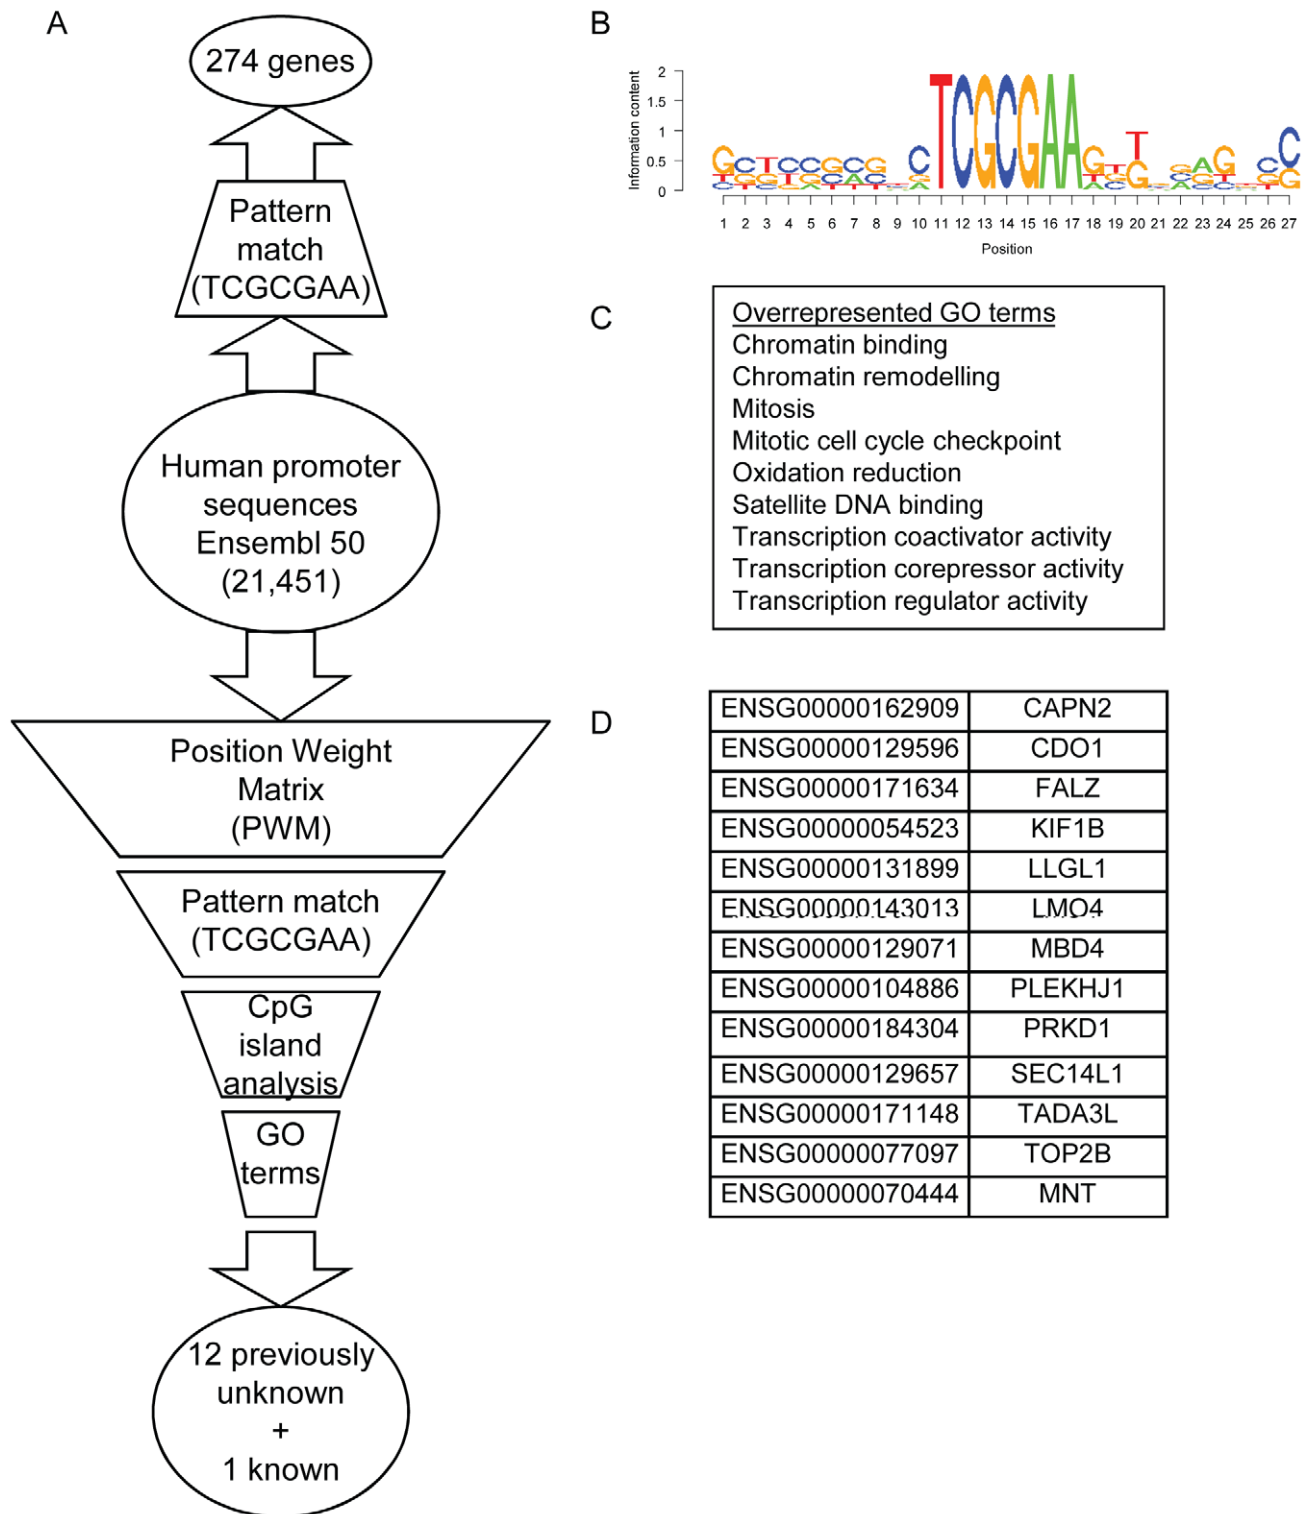 A
274 genes
Pattern
match
(TCGCGAA)
Human promoter
sequences
Ensembl 50
(21,451)
Position Weight
Matrix
(PWM)
Pattern match
(TCGCGAA)
CpG
island
analysis
GO
terms
12 previously
unknown
+
1 known
B
Information content
2
1.5
1
0.5
0
TCGCGAA
1 2 3 4 5 6 7 8 9 10 11 12 13 14 15 16 17 18 19 20 21 22 23 24 25 26 27
Position
C
Overrepresented GO terms
Chromatin binding
Chromatin remodelling
Mitosis
Mitotic cell cycle checkpoint
Oxidation reduction
Satellite DNA binding
Transcription coactivator activity
Transcription corepressor activity
Transcription regulator activity
D
ENSG00000162909 CAPN2
ENSG00000129596 CDO1
ENSG00000171634 FALZ
ENSG00000054523 KIF1B
ENSG00000131899 LLGL1
ENSG00000143013 LMO4
ENSG00000129071 MBD4
ENSG00000104886 PLEKHJ1
ENSG00000184304 PRKD1
ENSG00000129657 SEC14L1
ENSG00000171148 TADA3L
ENSG00000077097 TOP2B
ENSG00000070444 MNT